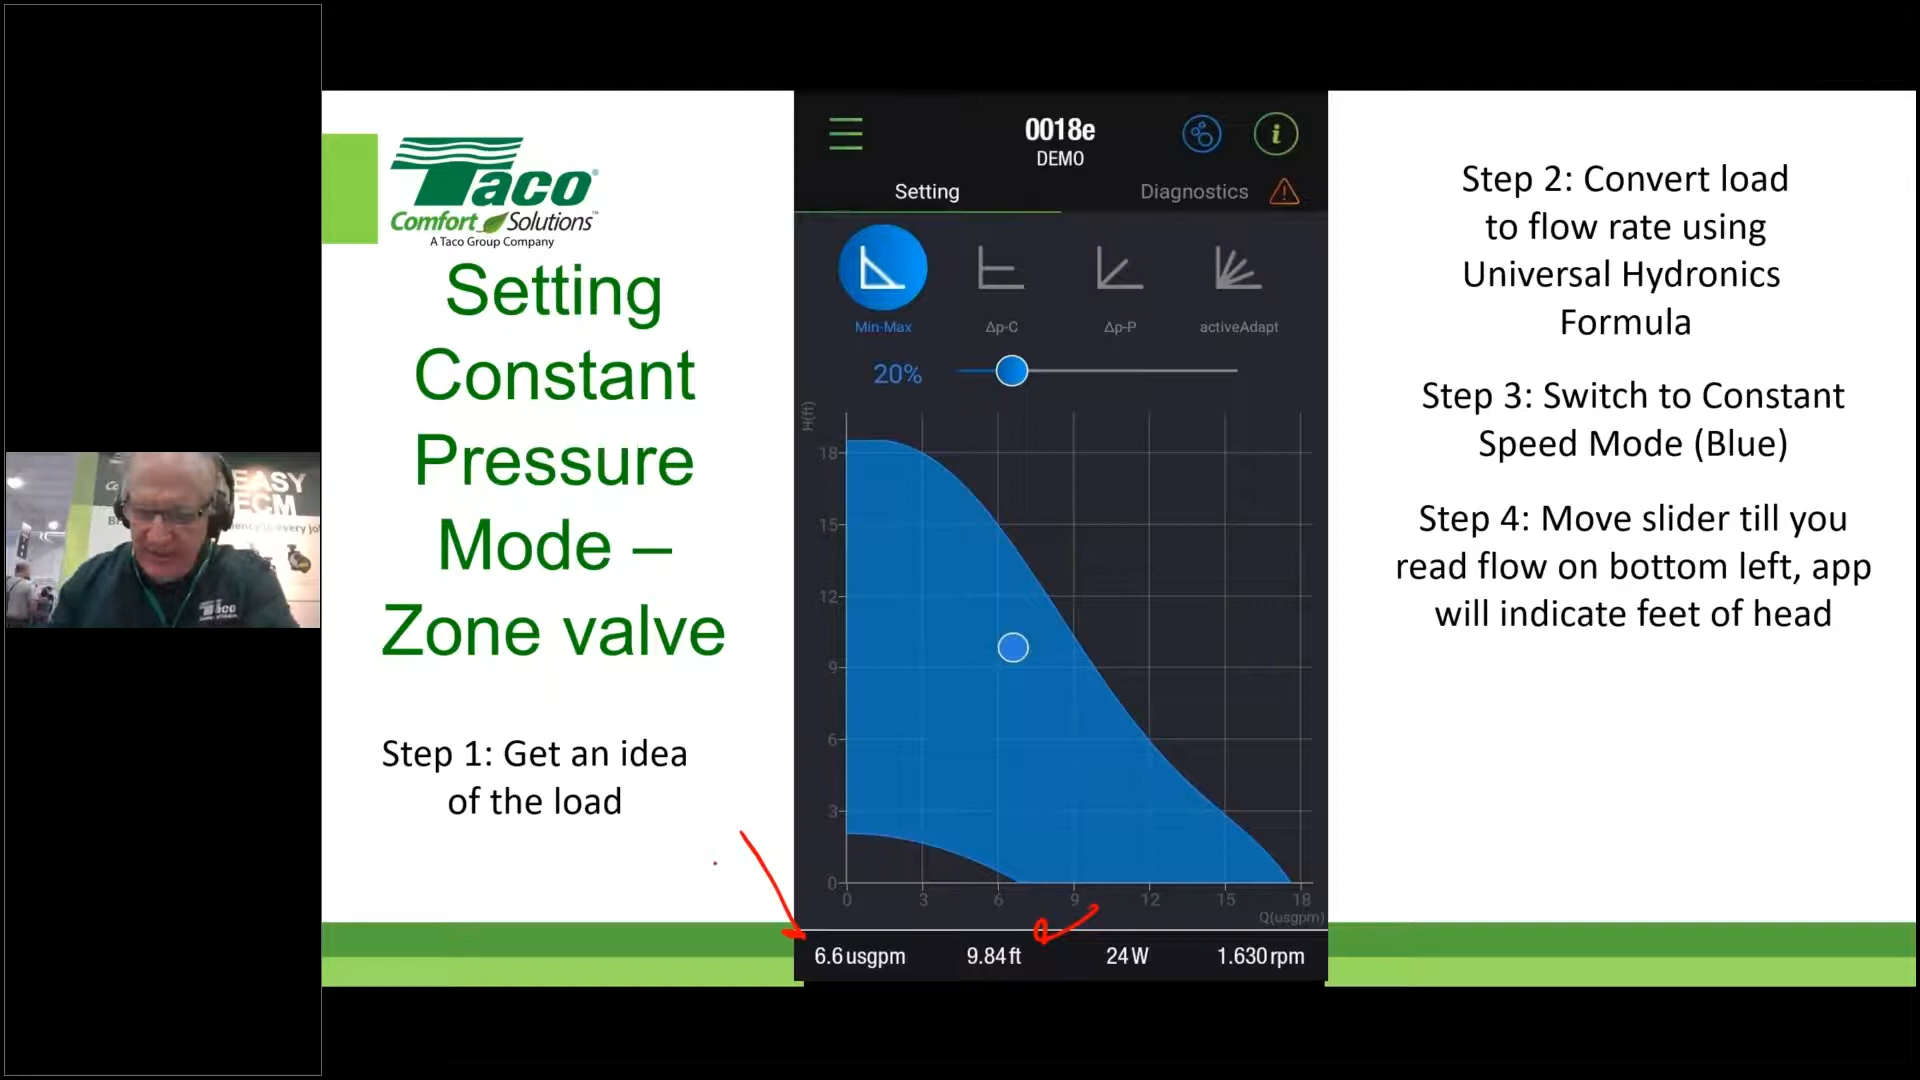 Taco®
Comfort Solutions™
A Taco Group Company
Setting
Constant
Pressure
Mode –
Zone valve
Step 1: Get an idea
of the load
0018e
DEMO
i
Setting
Diagnostics
Min-Max
Δp-C
Δp-P
activeAdapt
20%
H(ft)
18
15
12
9
6
3
0
0 3 6 9 12 15 18
Q(usgpm)
6.6 usgpm 9.84 ft 24 W 1.630 rpm
Step 2: Convert load
to flow rate using
Universal Hydronics
Formula
Step 3: Switch to Constant
Speed Mode (Blue)
Step 4: Move slider till you
read flow on bottom left, app
will indicate feet of head
EASY
ECM
Taco